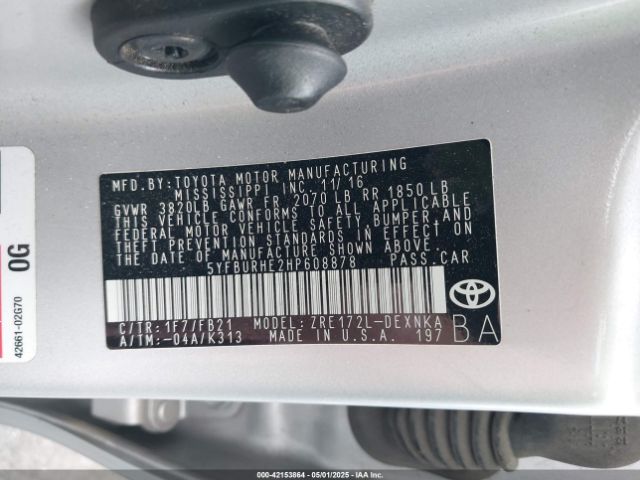 MFD.BY:TOYOTA MOTOR MANUFACTURING
MISSISSIPPI INC. 11/16
GVWR 3820LB GAWR FR 2070 LB RR 1850 LB
THIS VEHICLE CONFORMS TO ALL APPLICABLE
FEDERAL MOTOR VEHICLE SAFETY, BUMPER, AND
THEFT PREVENTION STANDARDS IN EFFECT ON
THE DATE OF MANUFACTURE SHOWN ABOVE.
5YFBURHE2HP608878 PASS.CAR
C/TR:1F7/FB21 MODEL: ZRE172L-DEXNKA
A/TM:-04A/K313 MADE IN U.S.A. 197
BA
0G
42661-02G70
000-42153864 - 05/01/2025 - IAAI, Inc.